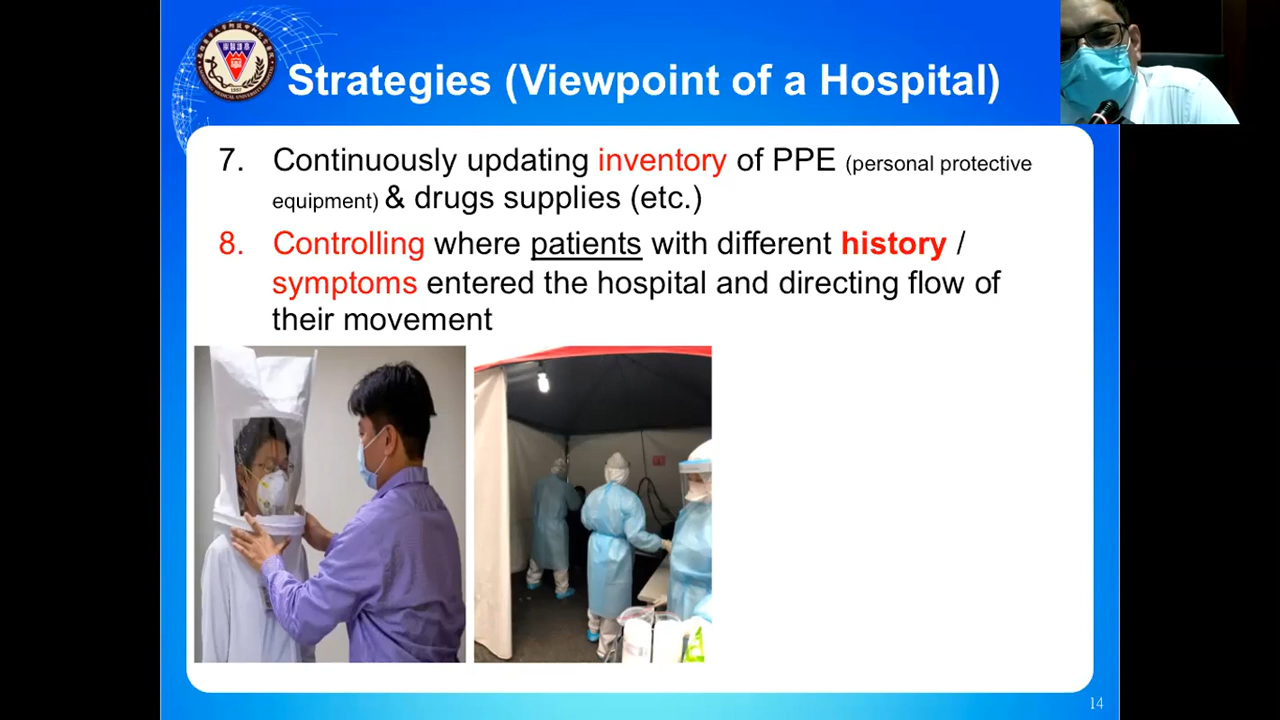 Strategies (Viewpoint of a Hospital)
7. Continuously updating inventory of PPE (personal protective
equipment) & drugs supplies (etc.)
8. Controlling where patients with different history /
symptoms entered the hospital and directing flow of
their movement
14